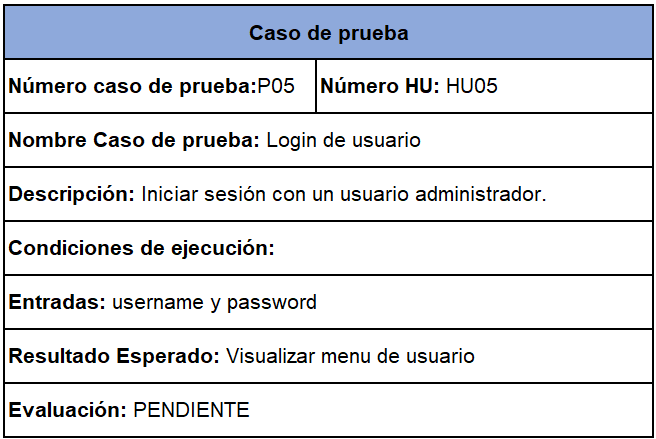 Caso de prueba
Número caso de prueba:P05 Número HU: HU05
Nombre Caso de prueba: Login de usuario
Descripción: Iniciar sesión con un usuario administrador.
Condiciones de ejecución:
Entradas: username y password
Resultado Esperado: Visualizar menu de usuario
Evaluación: PENDIENTE